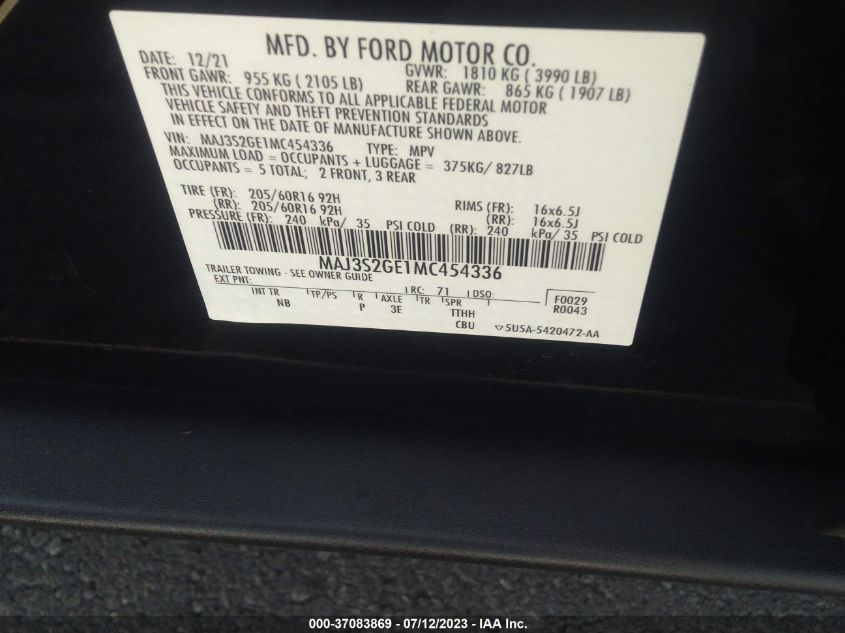 MFD. BY FORD MOTOR CO.
DATE: 12/21 GVWR: 1810 KG ( 3990 LB)
FRONT GAWR: 955 KG ( 2105 LB) REAR GAWR: 865 KG ( 1907 LB)
THIS VEHICLE CONFORMS TO ALL APPLICABLE FEDERAL MOTOR
VEHICLE SAFETY AND THEFT PREVENTION STANDARDS
IN EFFECT ON THE DATE OF MANUFACTURE SHOWN ABOVE.
VIN: MAJ3S2GE1MC454336 TYPE: MPV
MAXIMUM LOAD = OCCUPANTS + LUGGAGE = 375KG/ 827LB
OCCUPANTS = 5 TOTAL; 2 FRONT, 3 REAR
TIRE (FR): 205/60R16 92H RIMS (FR): 16x6.5J
(RR): 205/60R16 92H (RR): 16x6.5J
PRESSURE (FR): 240 kPa/ 35 PSI COLD (RR): 240 kPa/ 35 PSI COLD
MAJ3S2GE1MC454336
TRAILER TOWING - SEE OWNER GUIDE
EXT PNT: RC: 71 DSO: F0029
INT TR TP/PS R AXLE TR SPR R0043
NB P 3E TTHH
CBU 5U5A-5420472-AA
000-37083869 - 07/12/2023 - IAA Inc.